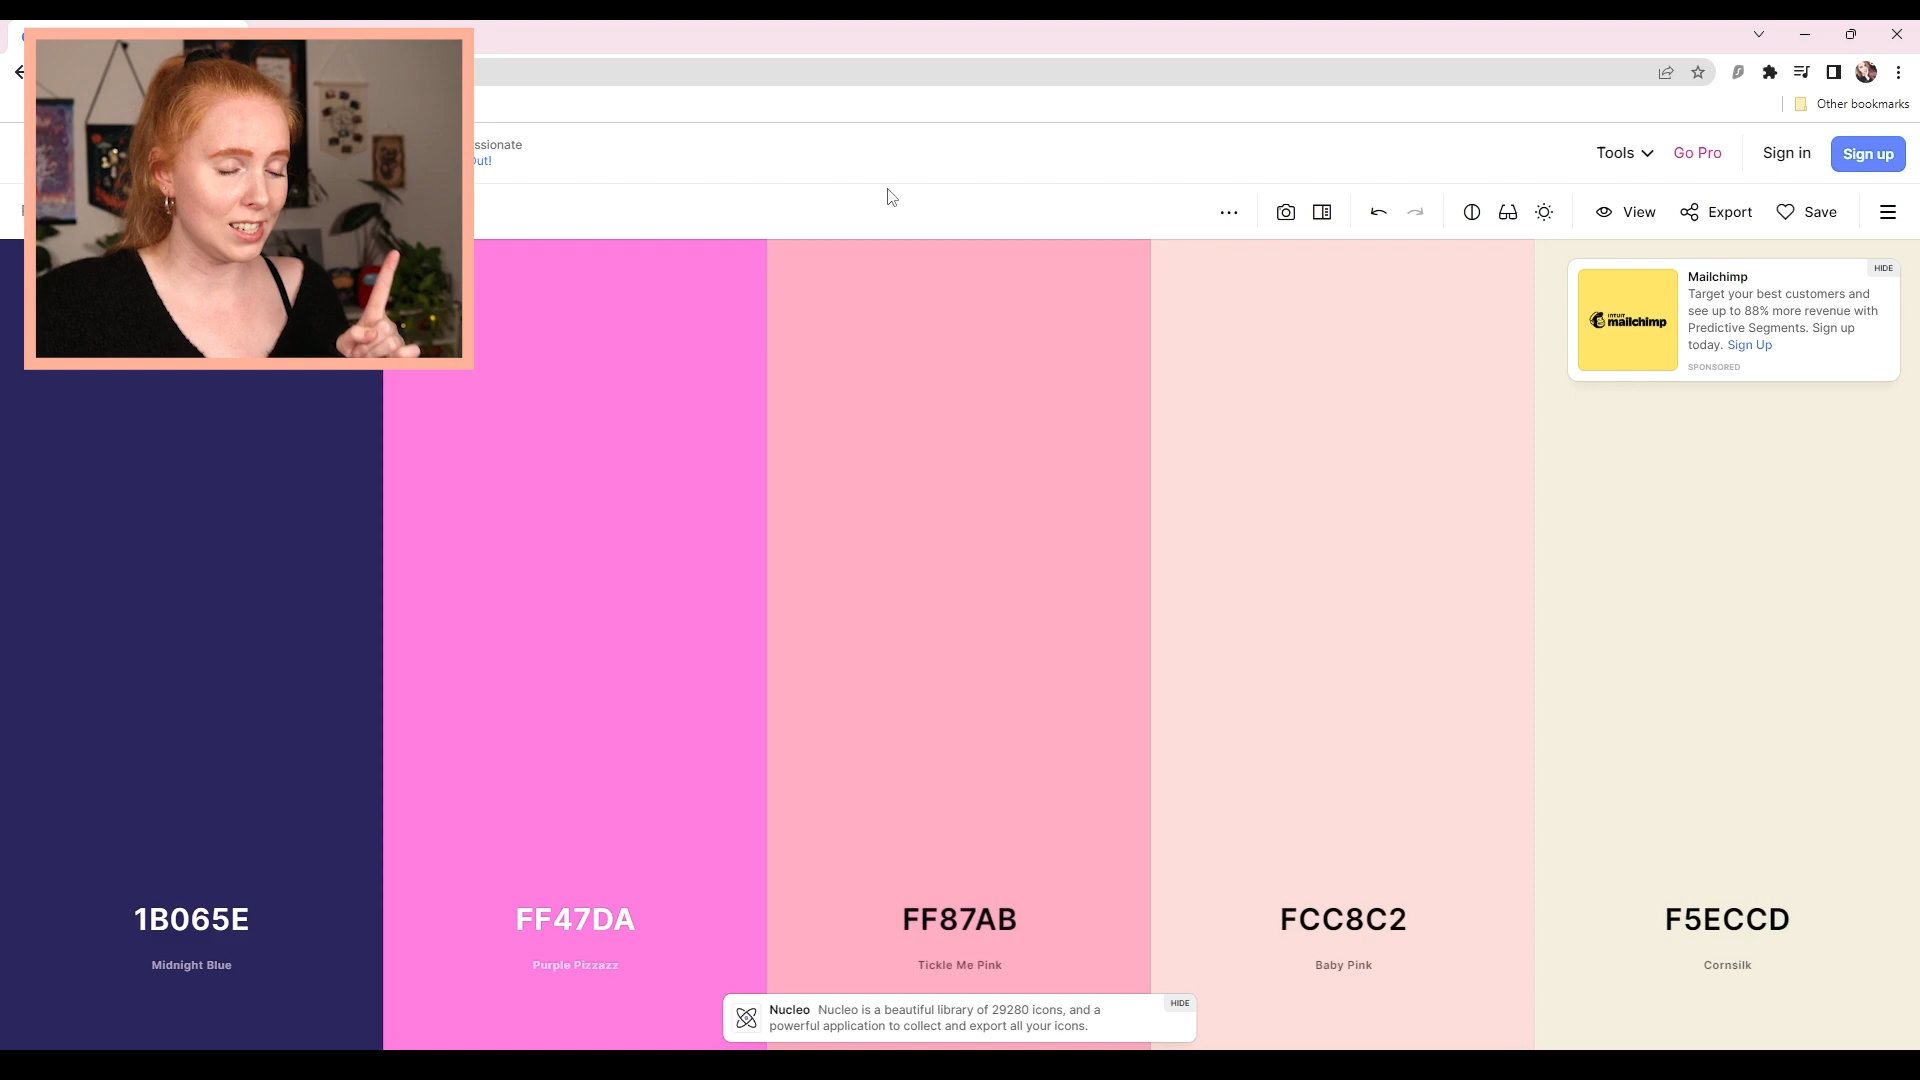 Other bookmarks
ssionate
Out!
Tools
Go Pro
Sign in
Sign up
View
Export
Save
HIDE
Mailchimp
Target your best customers and
see up to 88% more revenue with
Predictive Segments. Sign up
today. Sign Up
SPONSORED
INTUIT
mailchimp
1B065E
Midnight Blue
FF47DA
Purple Pizzazz
FF87AB
Tickle Me Pink
FCC8C2
Baby Pink
F5ECCD
Cornsilk
HIDE
Nucleo Nucleo is a beautiful library of 29280 icons, and a
powerful application to collect and export all your icons.